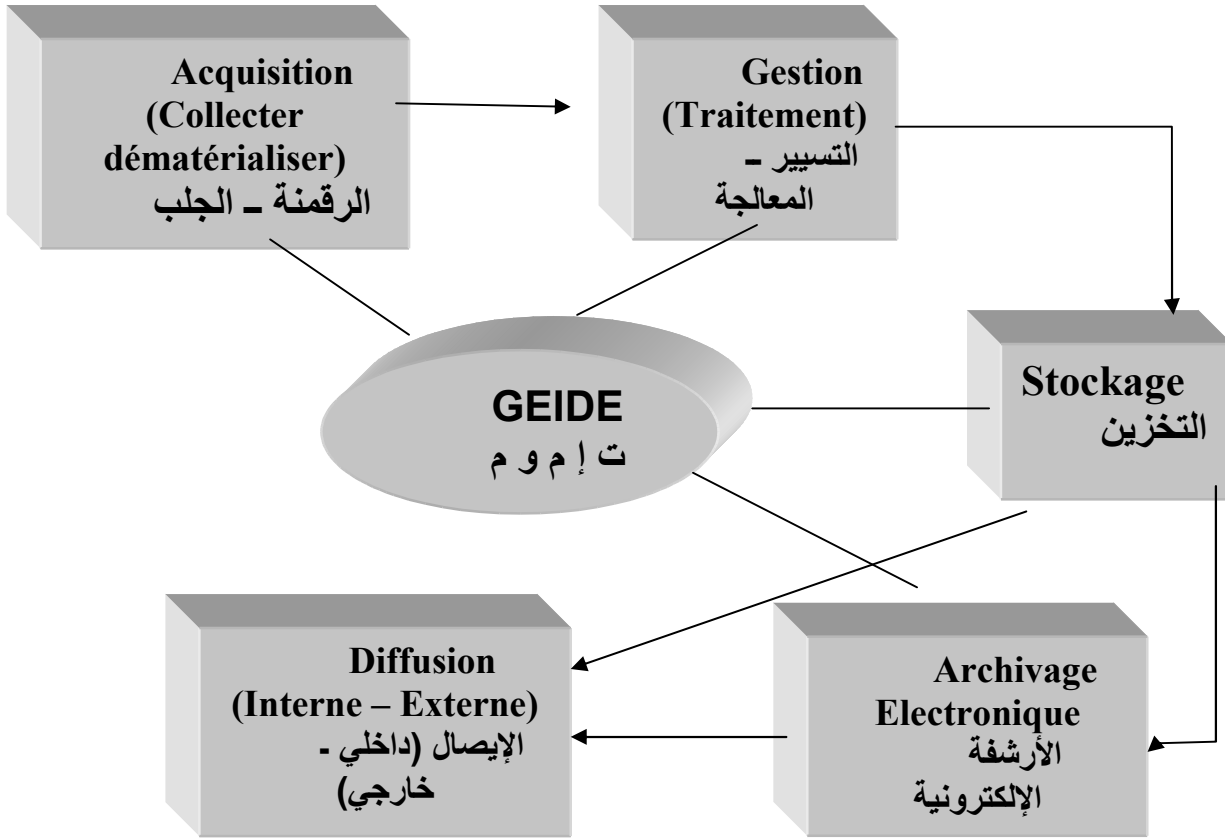 Acquisition
(Collecter
dématérialiser)
الرقمنة – الجلب
Gestion
(Traitement)
التسيير –
المعالجة
GEIDE
ت إ م و م
Stockage
التخزين
Diffusion
(Interne – Externe)
الإيصال (داخلي -
خارجي)
Archivage
Electronique
الأرشفة
الإلكترونية